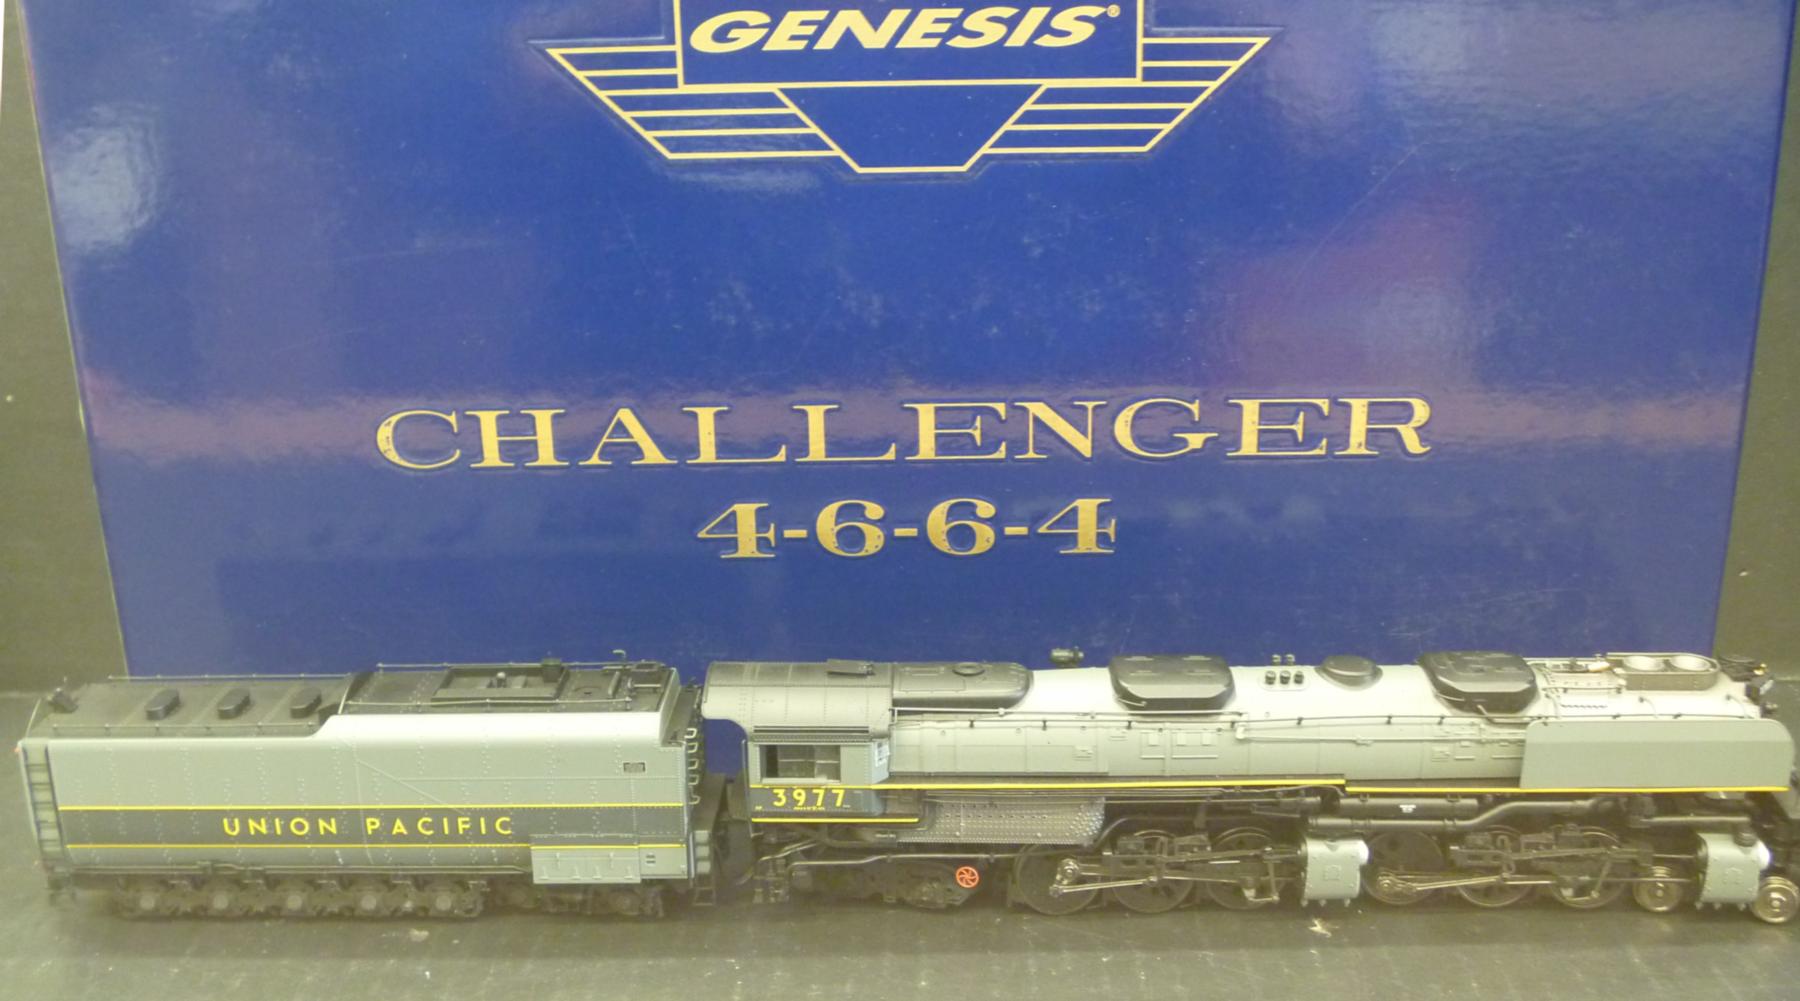 GENESIS®
CHALLENGER
4-6-6-4
3977
UNION PACIFIC